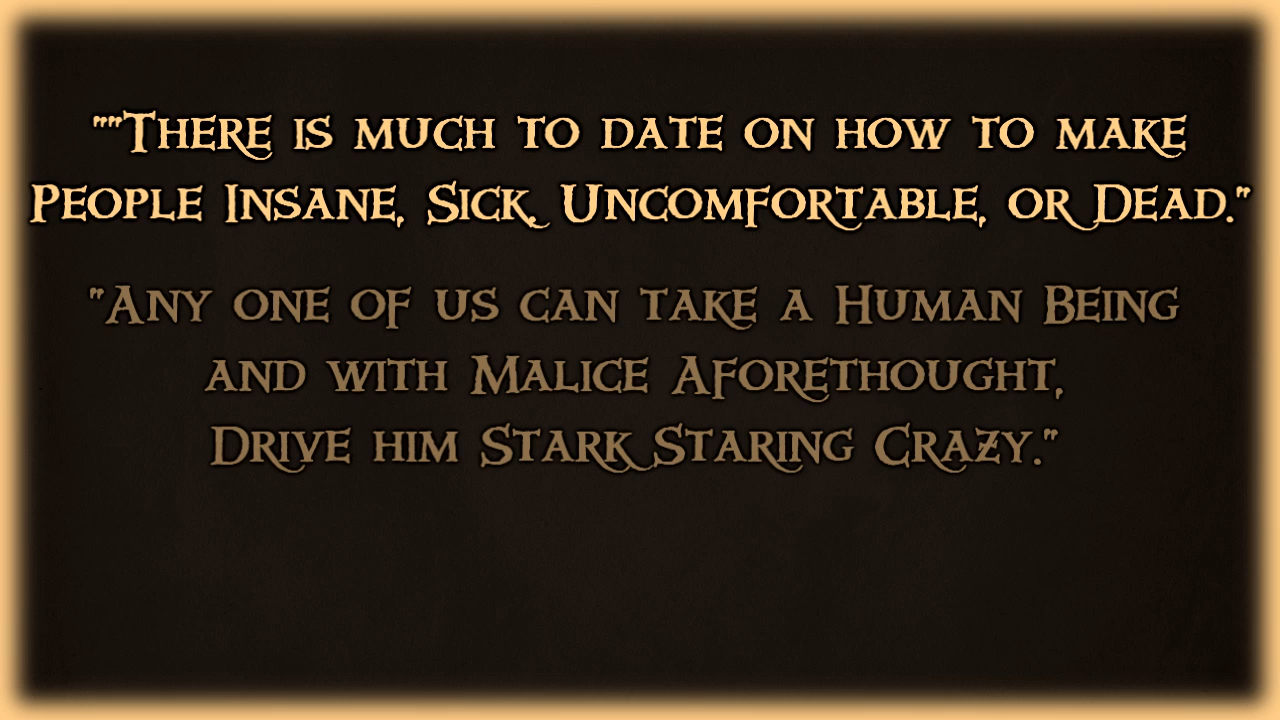 ""There is much to date on how to make
People Insane, Sick, Uncomfortable, or Dead."
"Any one of us can take a Human Being
and with Malice Aforethought,
Drive him Stark Staring Crazy."